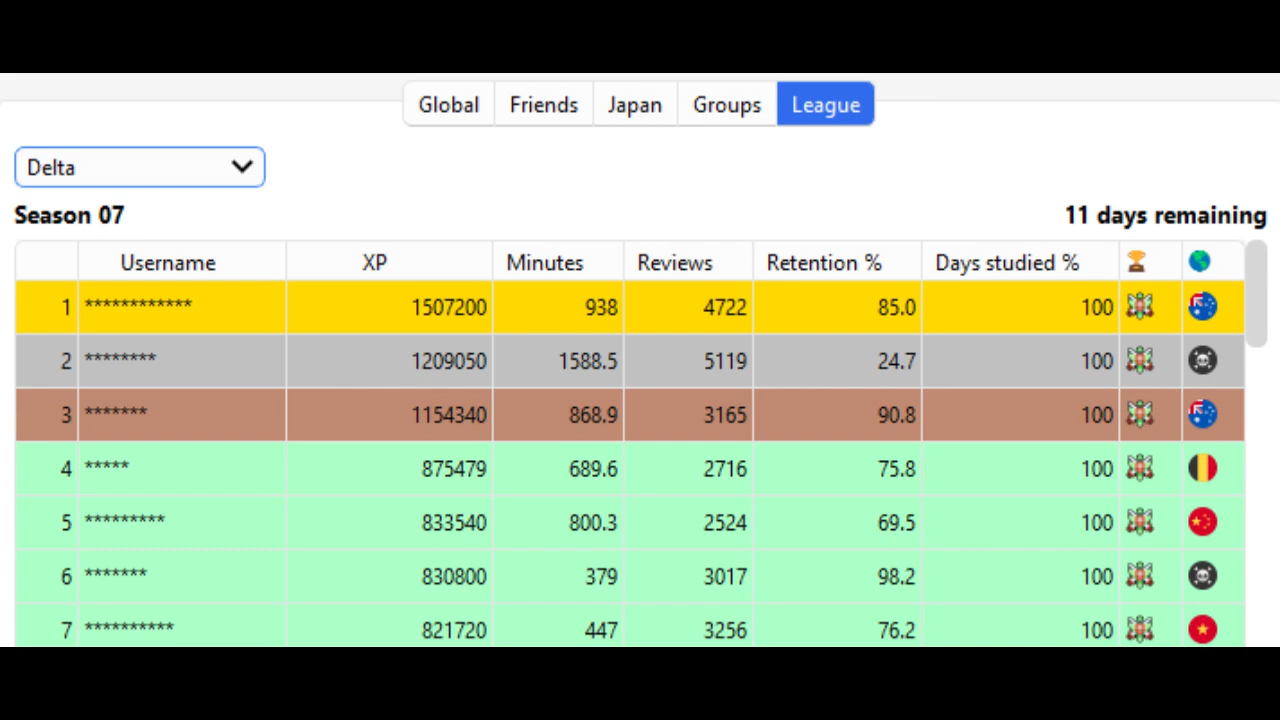 Global Friends Japan Groups League
Delta
Season 07 11 days remaining
Username XP Minutes Reviews Retention % Days studied %
1 ************ 1507200 938 4722 85.0 100
2 ******** 1209050 1588.5 5119 24.7 100
3 ******* 1154340 868.9 3165 90.8 100
4 ***** 875479 689.6 2716 75.8 100
5 ********* 833540 800.3 2524 69.5 100
6 ******* 830800 379 3017 98.2 100
7 ********** 821720 447 3256 76.2 100